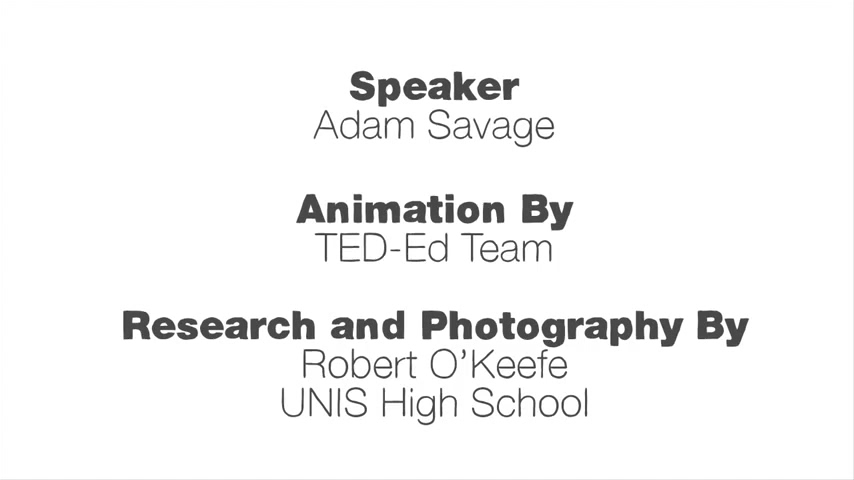 Speaker
Adam Savage
Animation By
TED-Ed Team
Research and Photography By
Robert O'Keefe
UNIS High School